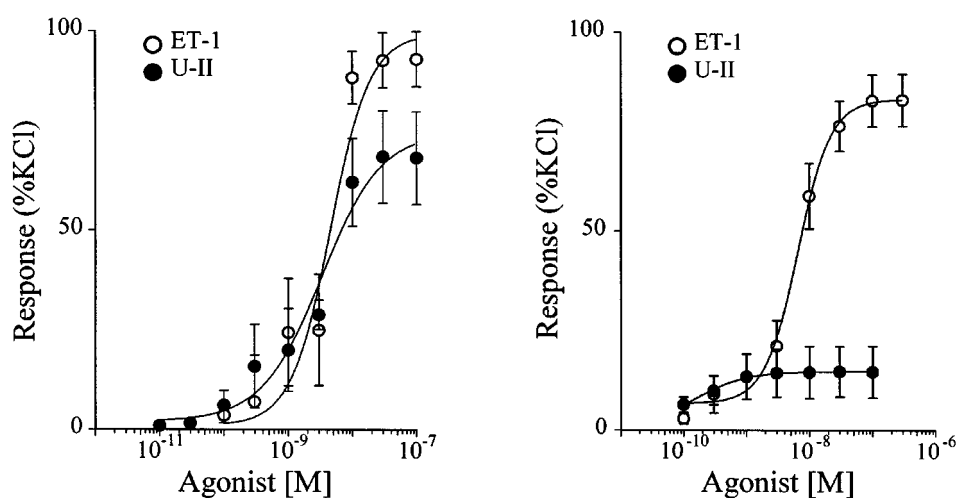 100
ET-1
U-II
Response (%KCl)
50
0
10⁻¹¹ 10⁻⁹ 10⁻⁷
Agonist [M]
100
ET-1
U-II
Response (%KCl)
50
0
10⁻¹⁰ 10⁻⁸ 10⁻⁶
Agonist [M]